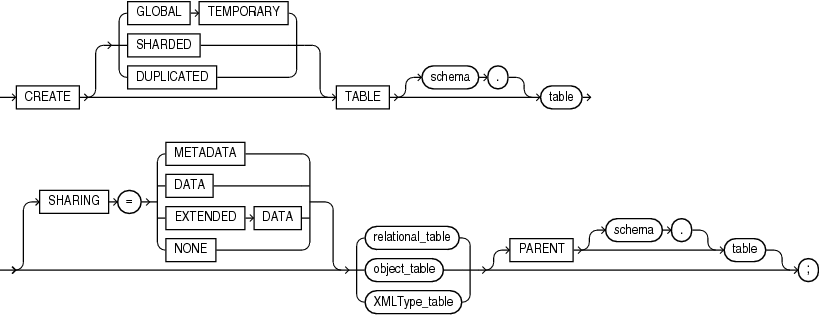 GLOBAL TEMPORARY
SHARDED
DUPLICATED
CREATE TABLE schema . table
METADATA
DATA
EXTENDED DATA
NONE
SHARING =
relational_table
object_table
XMLType_table
PARENT schema . table ;